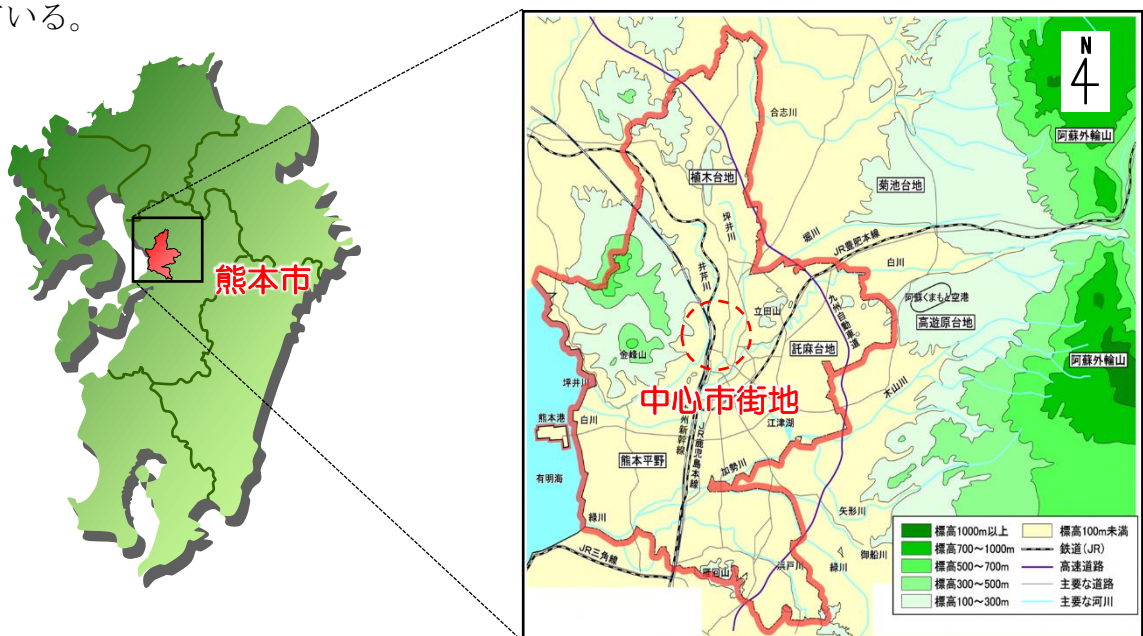 ている。
熊本市
N
合志川
阿蘇外輪山
植木台地
菊池台地
坪井川
堀川
JR豊肥本線
井芹川
白川
立田山
九州自動車道
阿蘇くまもと空港
高遊原台地
託麻台地
金峰山
阿蘇外輪山
木山川
中心市街地
坪井川
熊本港
白川
江津湖
州新幹線
JR鹿児島本線
熊本平野
加勢川
有明海
矢形川
緑川
御船川
JR三角線
浜戸川
緑川
標高1000m以上
標高700～1000m
標高500～700m
標高300～500m
標高100～300m
標高100m未満
鉄道(JR)
高速道路
主要な道路
主要な河川